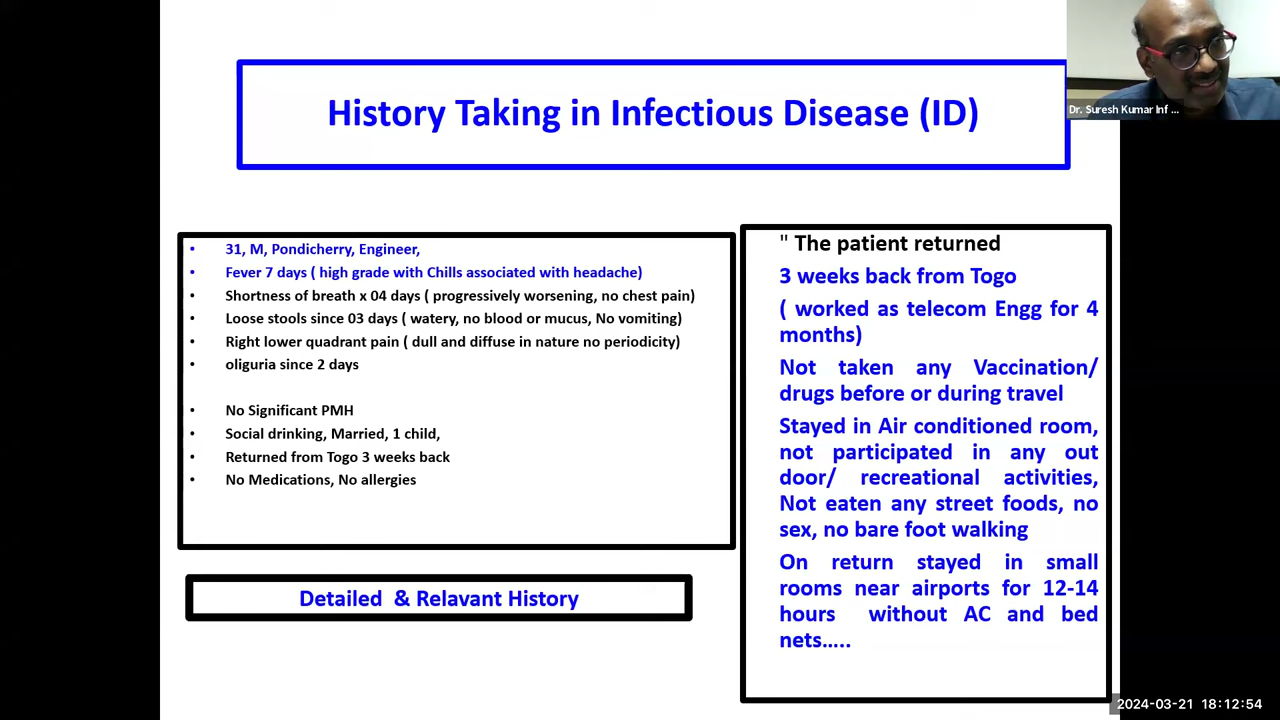 History Taking in Infectious Disease (ID)
Dr. Suresh Kumar Inf ...
• 31, M, Pondicherry, Engineer,
• Fever 7 days ( high grade with Chills associated with headache)
• Shortness of breath x 04 days ( progressively worsening, no chest pain)
• Loose stools since 03 days ( watery, no blood or mucus, No vomiting)
• Right lower quadrant pain ( dull and diffuse in nature no periodicity)
• oliguria since 2 days
• No Significant PMH
• Social drinking, Married, 1 child,
• Returned from Togo 3 weeks back
• No Medications, No allergies
Detailed & Relavant History
" The patient returned
3 weeks back from Togo
( worked as telecom Engg for 4
months)
Not taken any Vaccination/
drugs before or during travel
Stayed in Air conditioned room,
not participated in any out
door/ recreational activities,
Not eaten any street foods, no
sex, no bare foot walking
On return stayed in small
rooms near airports for 12-14
hours without AC and bed
nets.....
2024-03-21 18:12:54